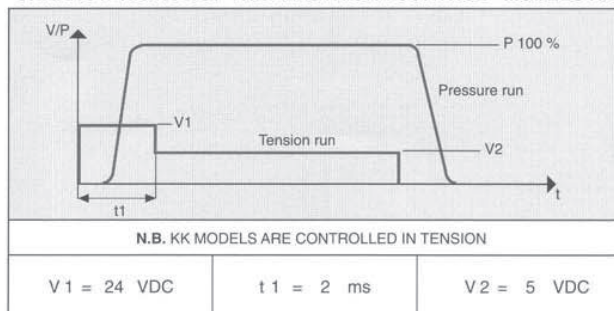 V/P
P 100 %
Pressure run
V1
Tension run
V2
t
t1
N.B. KK MODELS ARE CONTROLLED IN TENSION
V 1 = 24 VDC
t 1 = 2 ms
V 2 = 5 VDC